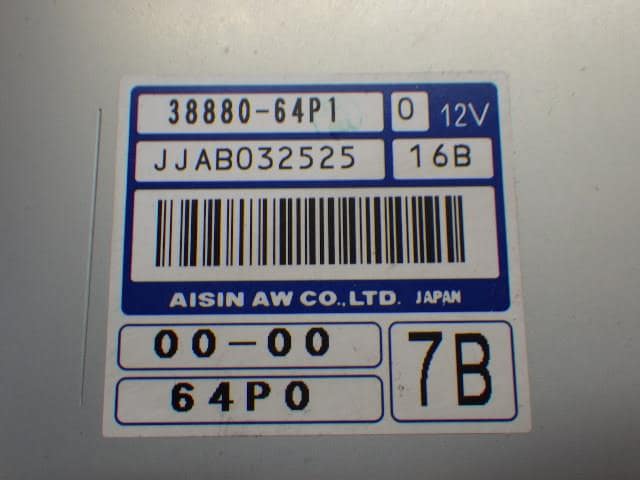 38880-64P1 0 12V
JJAB032525 16B
AISIN AW CO.,LTD. JAPAN
00-00
64P0 7B